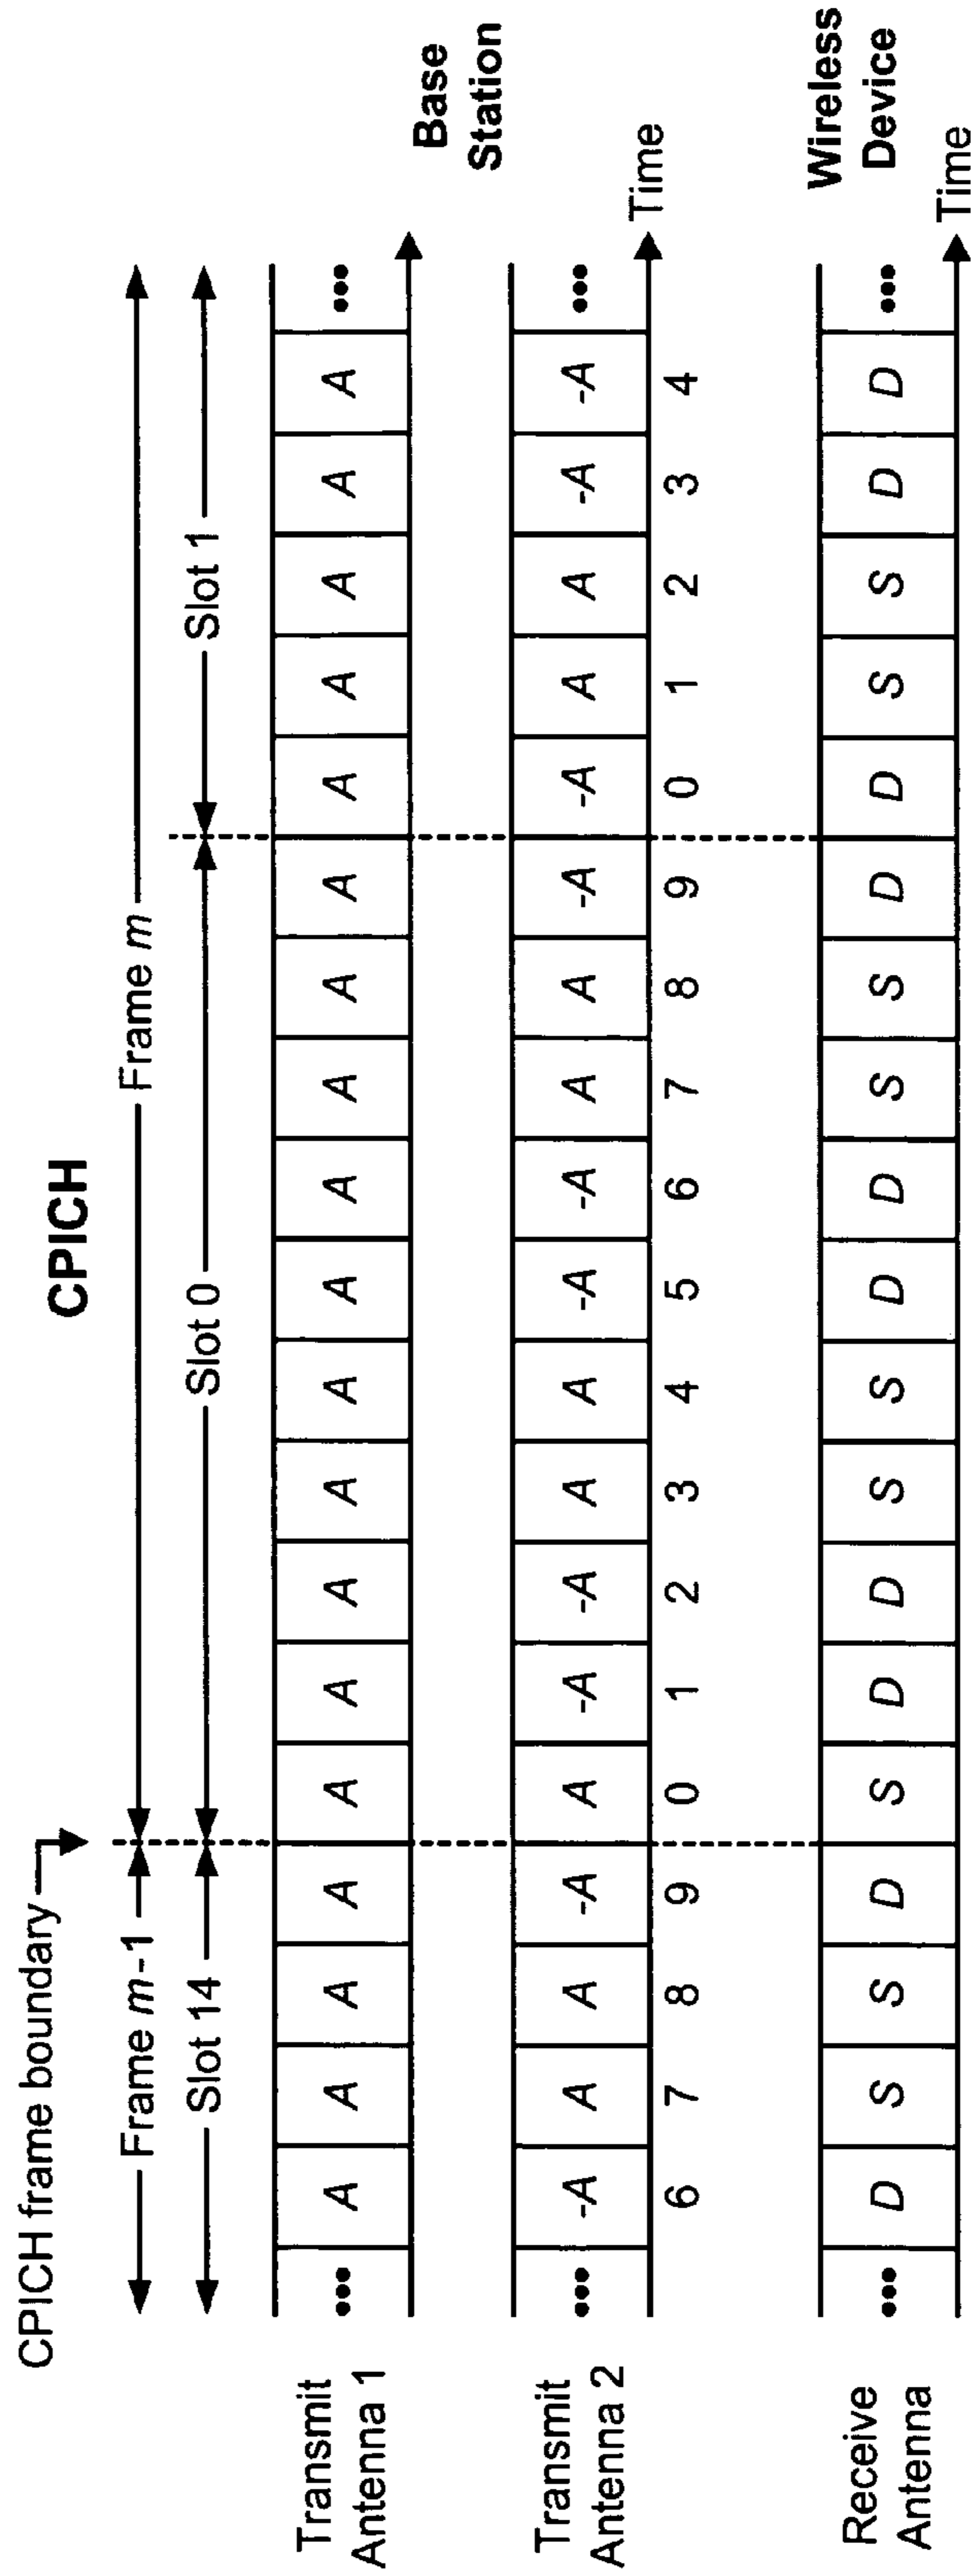 CPICH
CPICH frame boundary
Frame m-1 Frame m
Slot 14 Slot 0 Slot 1
Transmit Antenna 1
••• A A A A A A A A A A A A A A A A A A A •••
Base Station
Transmit Antenna 2
••• -A A A -A A -A -A A A -A -A A A -A -A A A -A -A •••
Time
6 7 8 9 0 1 2 3 4 5 6 7 8 9 0 1 2 3 4
Wireless Device
Receive Antenna
••• D S S D S D D S S D D S S D D S S D D •••
Time